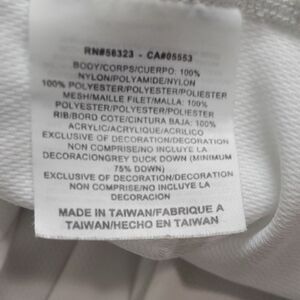 RN#56323 - CA#05553
BODY/CORPS/CUERPO: 100%
NYLON/POLYAMIDE/NYLON
100% POLYESTER/POLYESTER/POLIESTER
MESH/MAILLE FILET/MALLA: 100%
POLYESTER/POLYESTER/POLIESTER
RIB/BORD COTE/CINTURA BAJA: 100%
ACRYLIC/ACRYLIQUE/ACRILICO
EXCLUSIVE OF DECORATION/DECORATION
NON COMPRISE/NO INCLUYE LA
DECORACIONGREY DUCK DOWN (MINIMUM
75% DOWN)
EXCLUSIVE OF DECORATION/DECORATION
NON COMPRISE/NO INCLUYE LA
DECORACION
MADE IN TAIWAN/FABRIQUE A
TAIWAN/HECHO EN TAIWAN